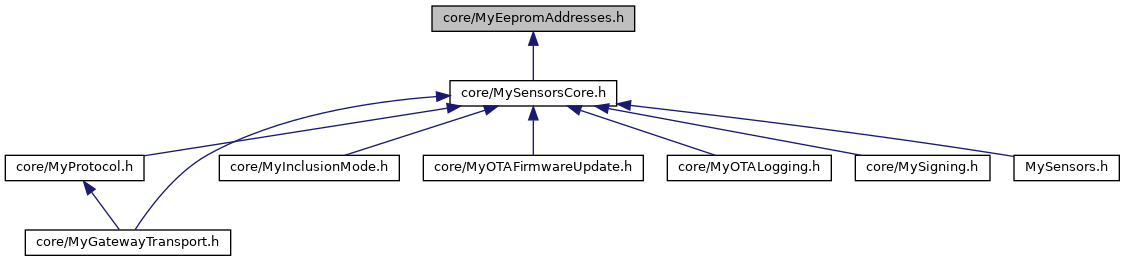 core/MyEepromAddresses.h
core/MySensorsCore.h
core/MyProtocol.h
core/MyInclusionMode.h
core/MyOTAFirmwareUpdate.h
core/MyOTALogging.h
core/MySigning.h
MySensors.h
core/MyGatewayTransport.h